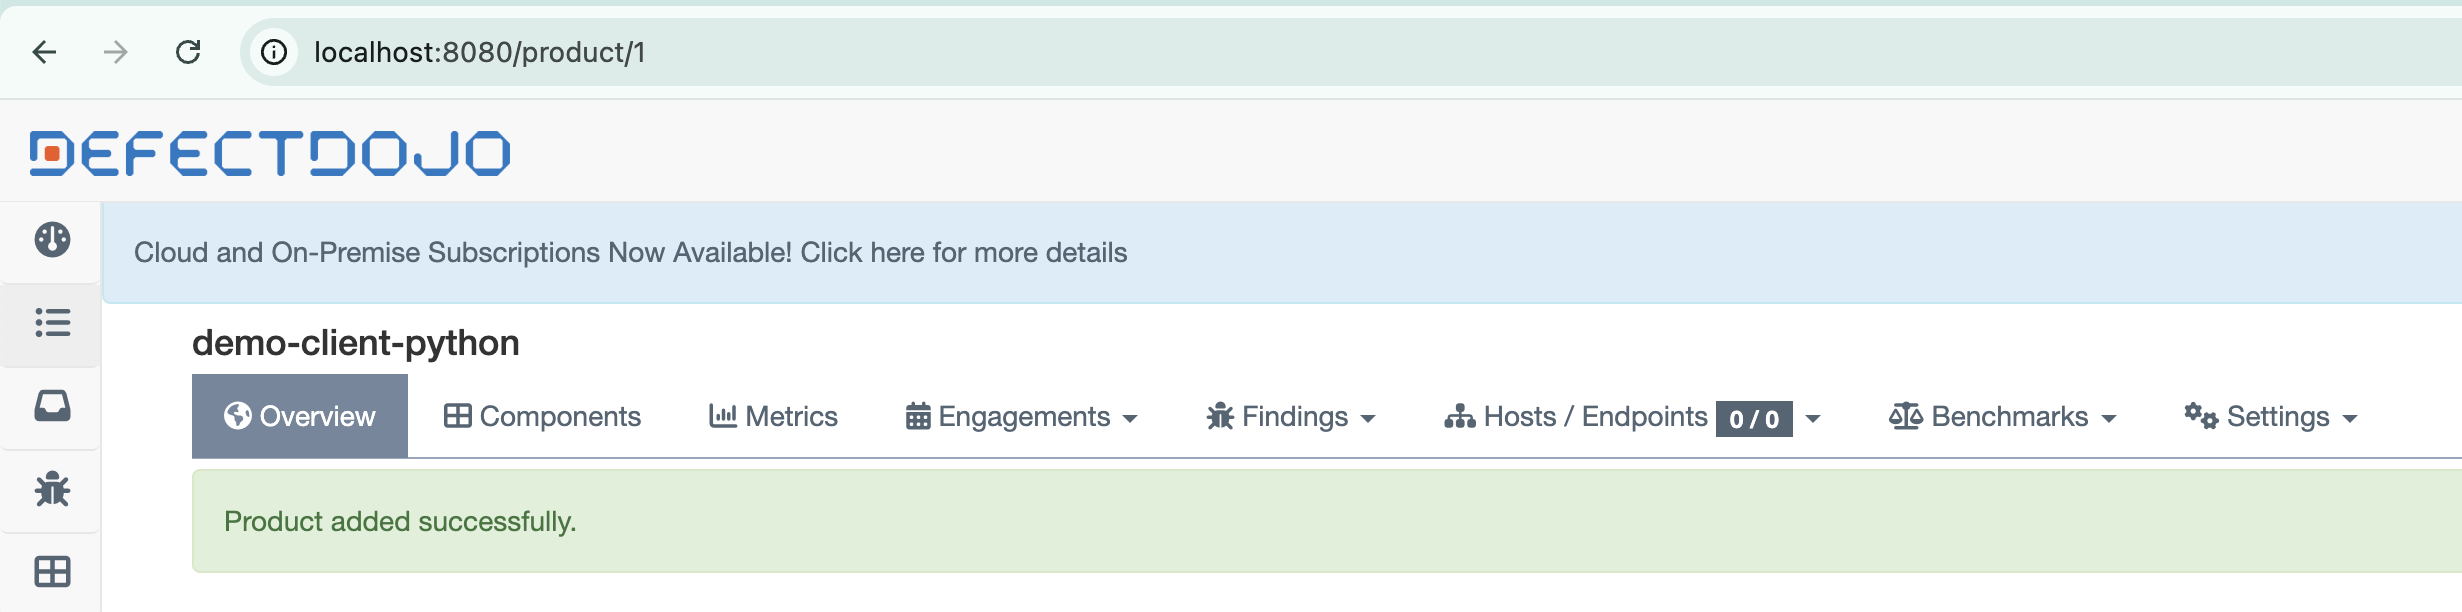 localhost:8080/product/1
DEFECTDOJO
Cloud and On-Premise Subscriptions Now Available! Click here for more details
demo-client-python
Overview Components Metrics Engagements Findings Hosts / Endpoints 0 / 0 Benchmarks Settings
Product added successfully.